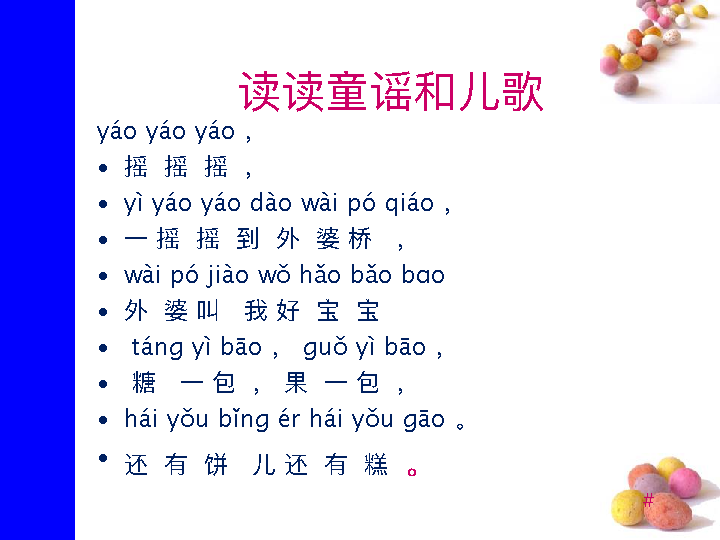 读读童谣和儿歌
yáo yáo yáo ,
• 摇 摇 摇 ,
• yì yáo yáo dào wài pó qiáo ,
• 一 摇 摇 到 外 婆 桥 ,
• wài pó jiào wǒ hǎo bǎo bɑo
• 外 婆 叫 我 好 宝 宝
• táng yì bāo , guǒ yì bāo ,
• 糖 一 包 , 果 一 包 ,
• hái yǒu bǐng ér hái yǒu gāo 。
• 还 有 饼 儿 还 有 糕 。
#